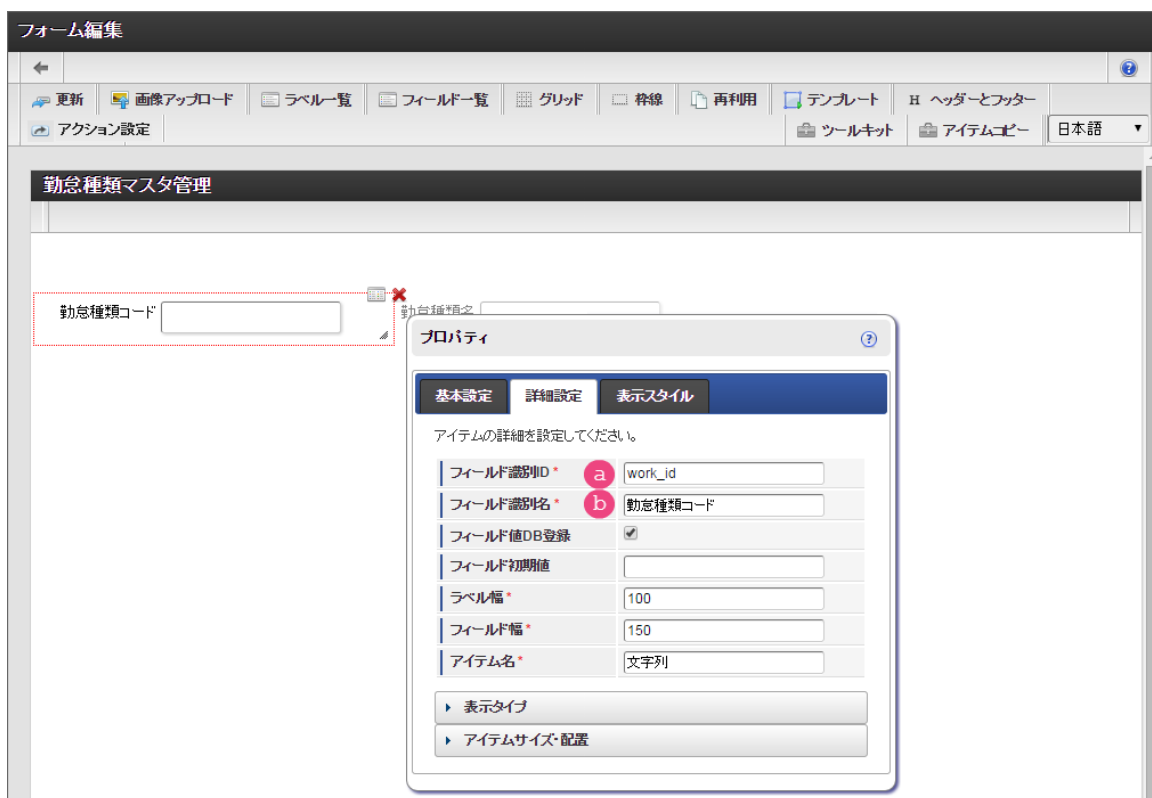 フォーム編集
更新 画像アップロード ラベル一覧 フィールド一覧 グリッド 枠線 再利用 テンプレート H ヘッダーとフッター
アクション設定 ツールキット アイテムコピー 日本語
勤怠種類マスタ管理
勤怠種類コード 勤怠種類名
プロパティ
基本設定 詳細設定 表示スタイル
アイテムの詳細を設定してください。
フィールド識別ID * a work_id
フィールド識別名 * b 勤怠種類コード
フィールド値DB登録
フィールド初期値
ラベル幅 * 100
フィールド幅 * 150
アイテム名 * 文字列
表示タイプ
アイテムサイズ・配置